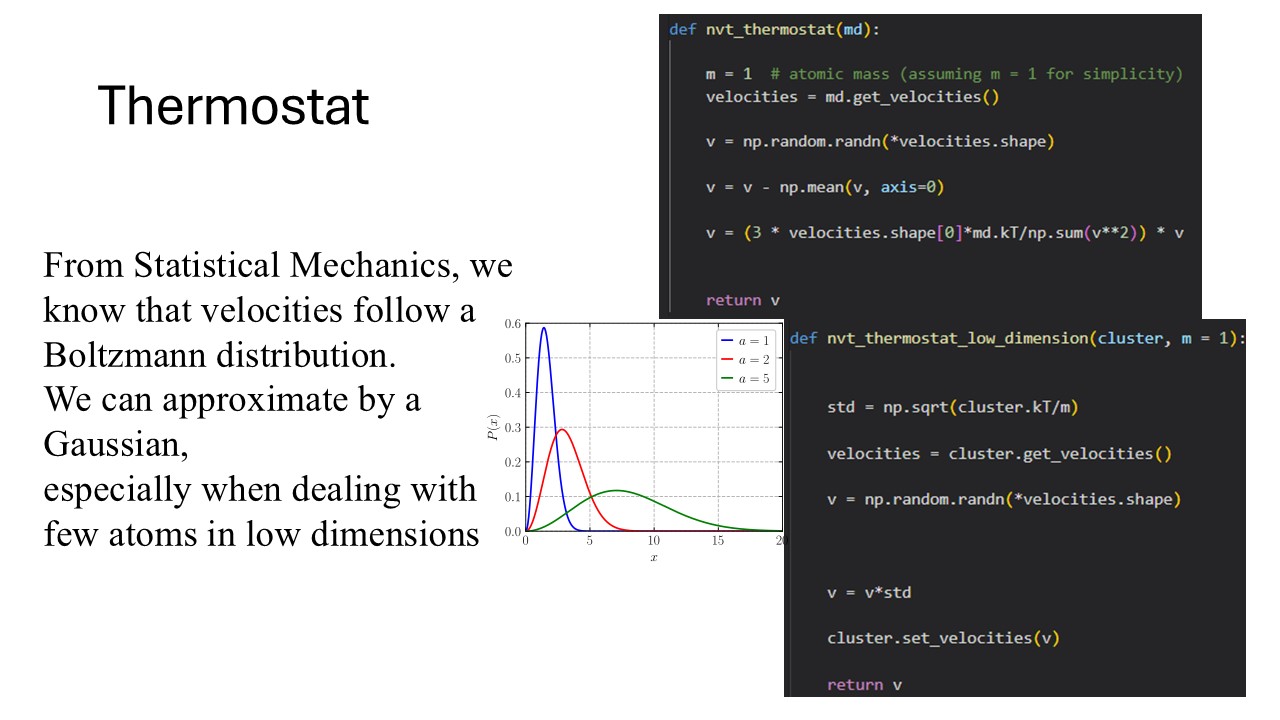 Thermostat
From Statistical Mechanics, we
know that velocities follow a
Boltzmann distribution.
We can approximate by a
Gaussian,
especially when dealing with
few atoms in low dimensions
def nvt_thermostat(md):
m = 1  # atomic mass (assuming m = 1 for simplicity)
velocities = md.get_velocities()
v = np.random.randn(*velocities.shape)
v = v - np.mean(v, axis=0)
v = (3 * velocities.shape[0]*md.kT/np.sum(v**2)) * v
return v
0.6
0.5
0.4
0.3
0.2
0.1
0.0
P(x)
0 5 10 15 20
x
a = 1
a = 2
a = 5
def nvt_thermostat_low_dimension(cluster, m = 1):
std = np.sqrt(cluster.kT/m)
velocities = cluster.get_velocities()
v = np.random.randn(*velocities.shape)
v = v*std
cluster.set_velocities(v)
return v